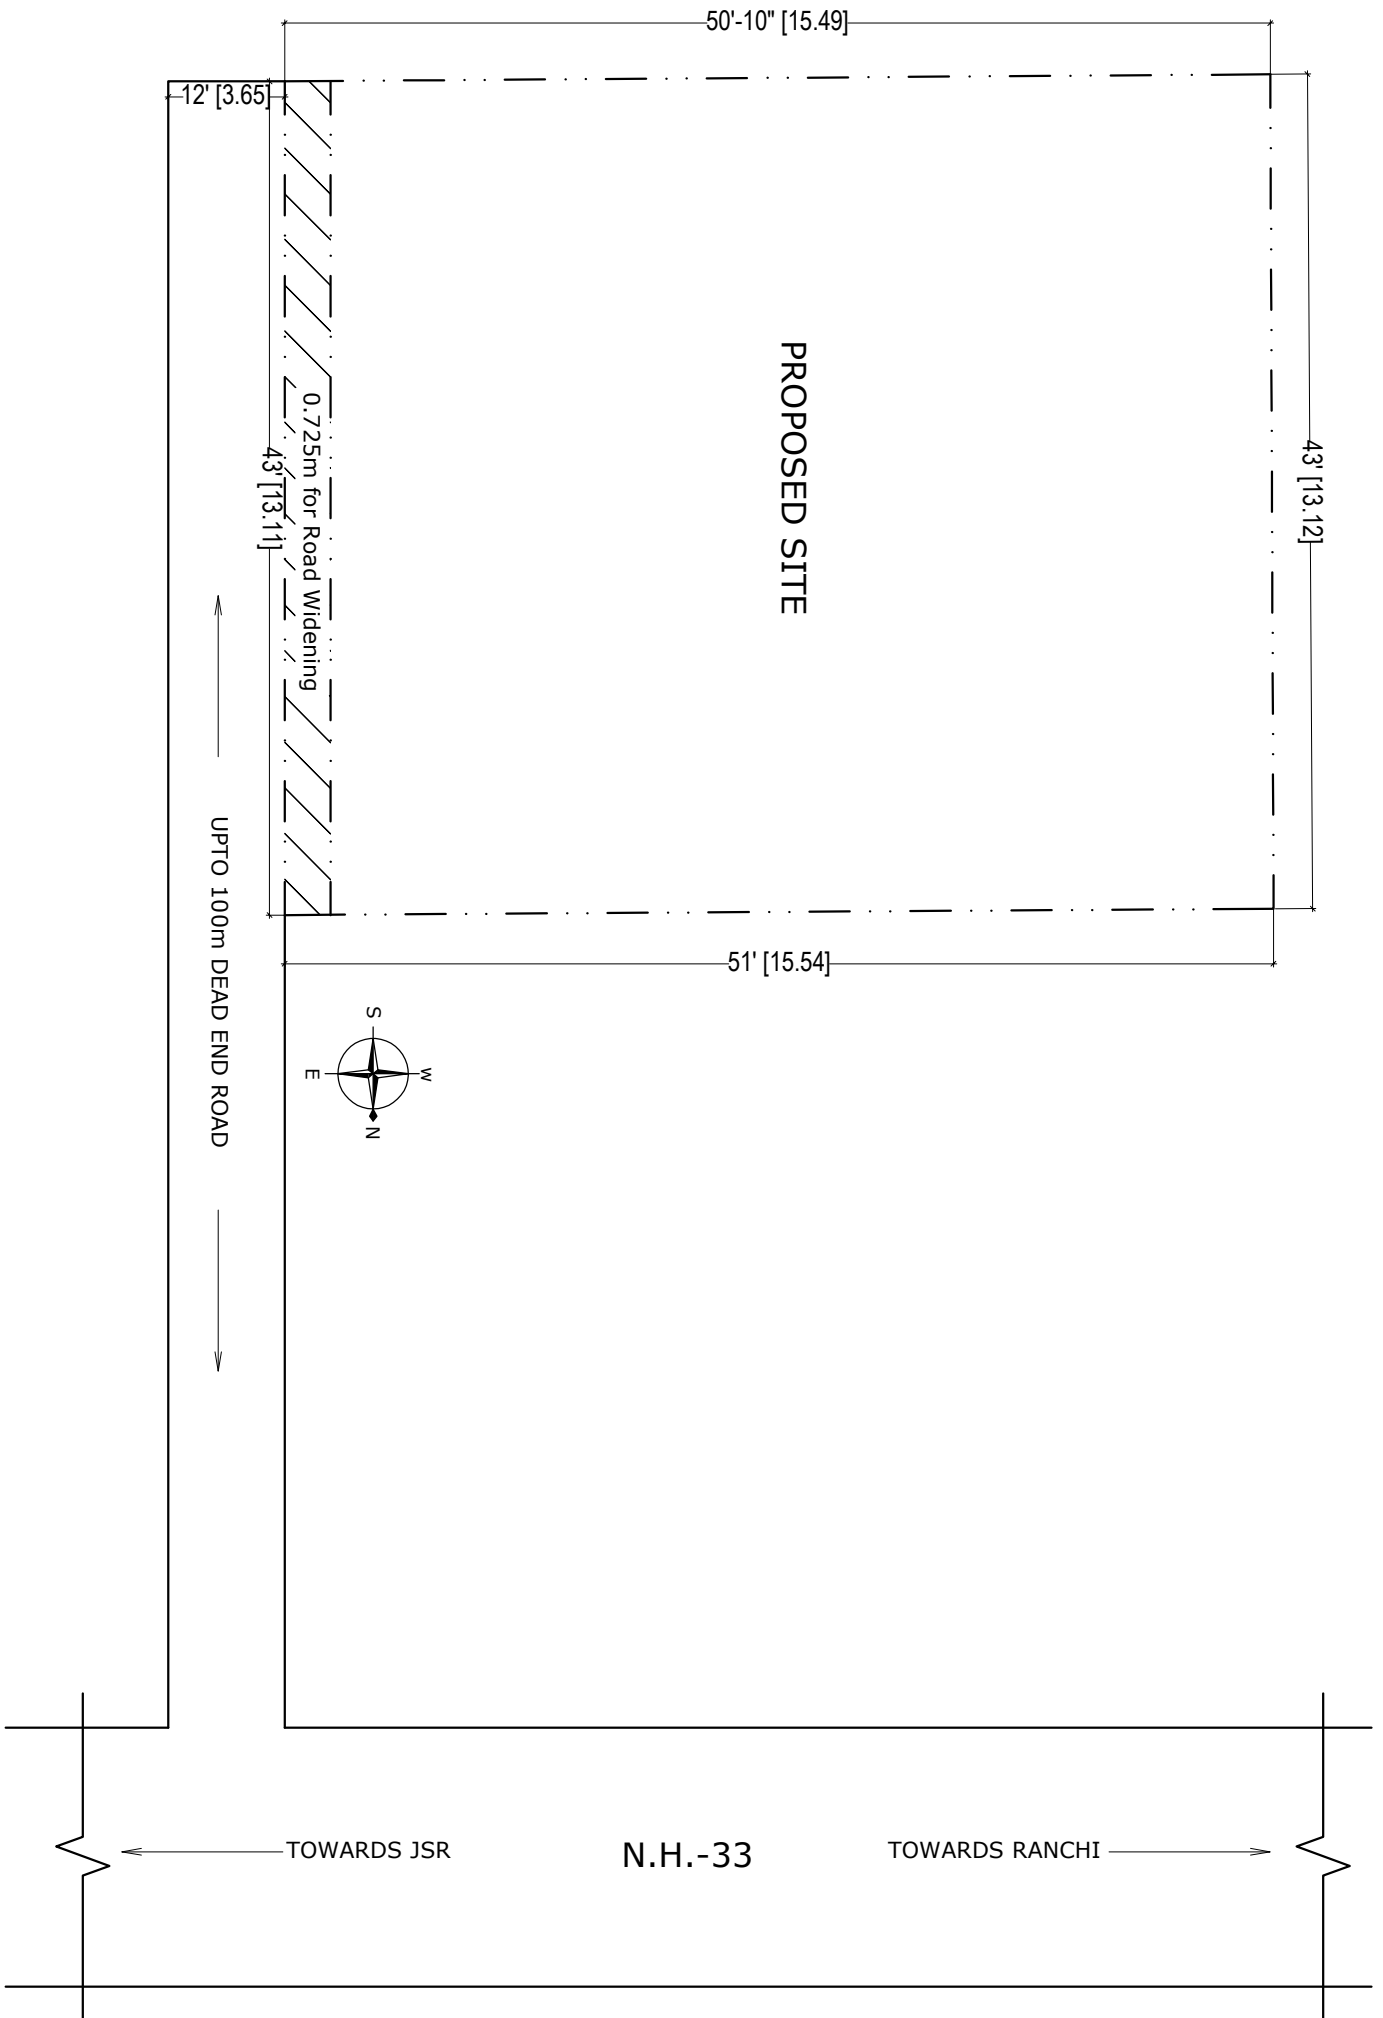 50'-10" [15.49]
12' [3.65]
PROPOSED SITE
43' [13.12]
0.725m for Road Widening
43' [13.11]
UPTO 100m DEAD END ROAD
51' [15.54]
S
E
W
N
TOWARDS JSR
N.H.-33
TOWARDS RANCHI